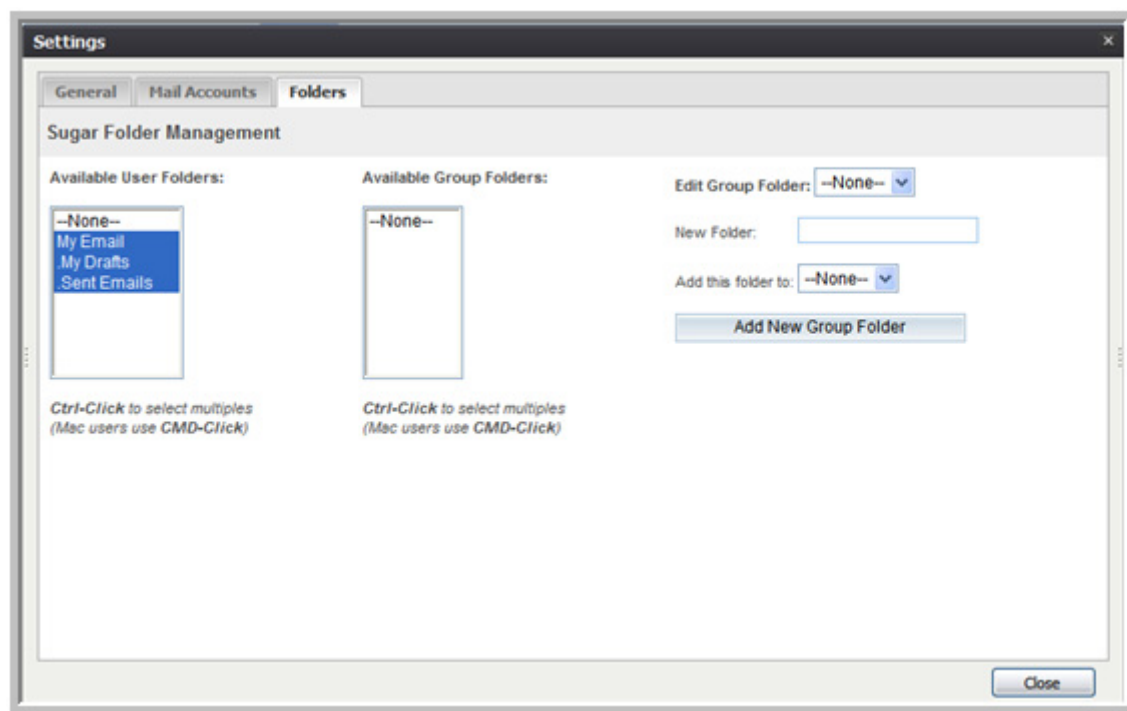 Settings
General Mail Accounts Folders
Sugar Folder Management
Available User Folders:
--None--
My Email
.My Drafts
.Sent Emails
Ctrl-Click to select multiples
(Mac users use CMD-Click)
Available Group Folders:
--None--
Ctrl-Click to select multiples
(Mac users use CMD-Click)
Edit Group Folder: --None--
New Folder:
Add this folder to: --None--
Add New Group Folder
Close